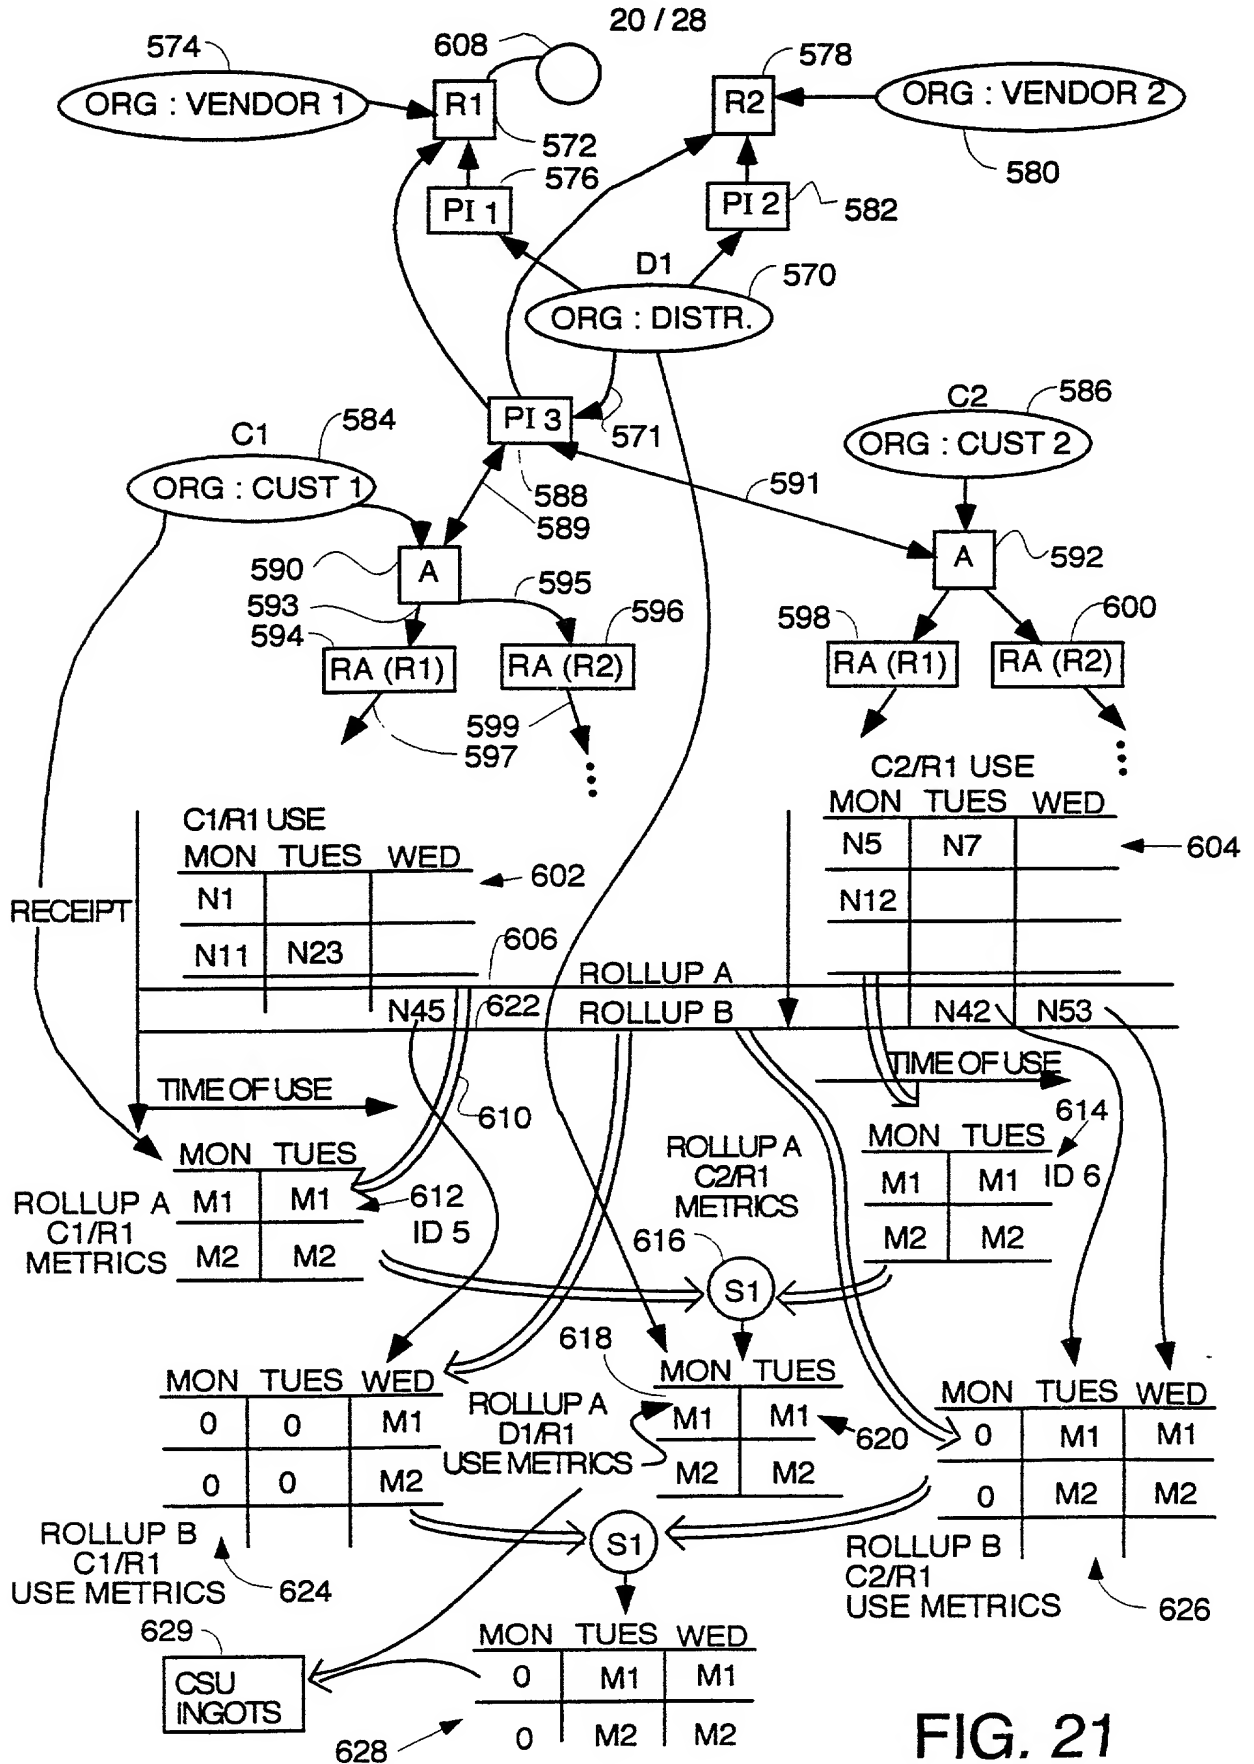 20 / 28
574
608
578
ORG : VENDOR 1
R1
R2
ORG : VENDOR 2
572
576
580
PI 1
PI 2
582
D1
570
ORG : DISTR.
C2
586
C1
584
PI 3
571
ORG : CUST 2
ORG : CUST 1
588
589
591
590
A
595
A
592
593
594
596
598
600
RA (R1)
RA (R2)
RA (R1)
RA (R2)
599
597
C2/R1 USE
MON TUES WED
C1/R1 USE
MON TUES WED
N5 N7
604
602
N1
N12
RECEIPT
N11 N23
606
ROLLUP A
N45
622
ROLLUP B
N42 N53
TIME OF USE
TIME OF USE
610
614
MON TUES
ROLLUP A
C2/R1
METRICS
MON TUES
ID 6
M1 M1
M1 M1
ROLLUP A
C1/R1
METRICS
612
ID 5
M2 M2
616
M2 M2
S1
618
MON TUES WED
MON TUES
MON TUES WED
0 0 M1
ROLLUP A
D1/R1
USE METRICS
M1 M1
620
0 M1 M1
0 0 M2
M2 M2
0 M2 M2
ROLLUP B
C1/R1
USE METRICS
624
S1
ROLLUP B
C2/R1
USE METRICS
626
629
MON TUES WED
CSU
INGOTS
0 M1 M1
0 M2 M2
628
FIG. 21